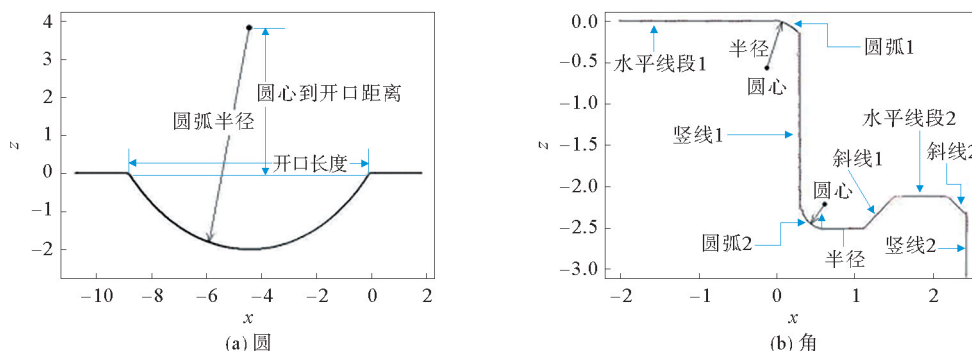 4
3
2
1
0
−1
−2
z
圆心到开口距离
圆弧半径
开口长度
−10
−8
−6
−4
−2
0
2
x
(a) 圆
0.0
−0.5
−1.0
−1.5
−2.0
−2.5
−3.0
z
水平线段1
半径
圆弧1
圆心
竖线1
水平线段2
斜线1
斜线2
圆心
圆弧2
半径
竖线2
−2
−1
0
1
2
x
(b) 角